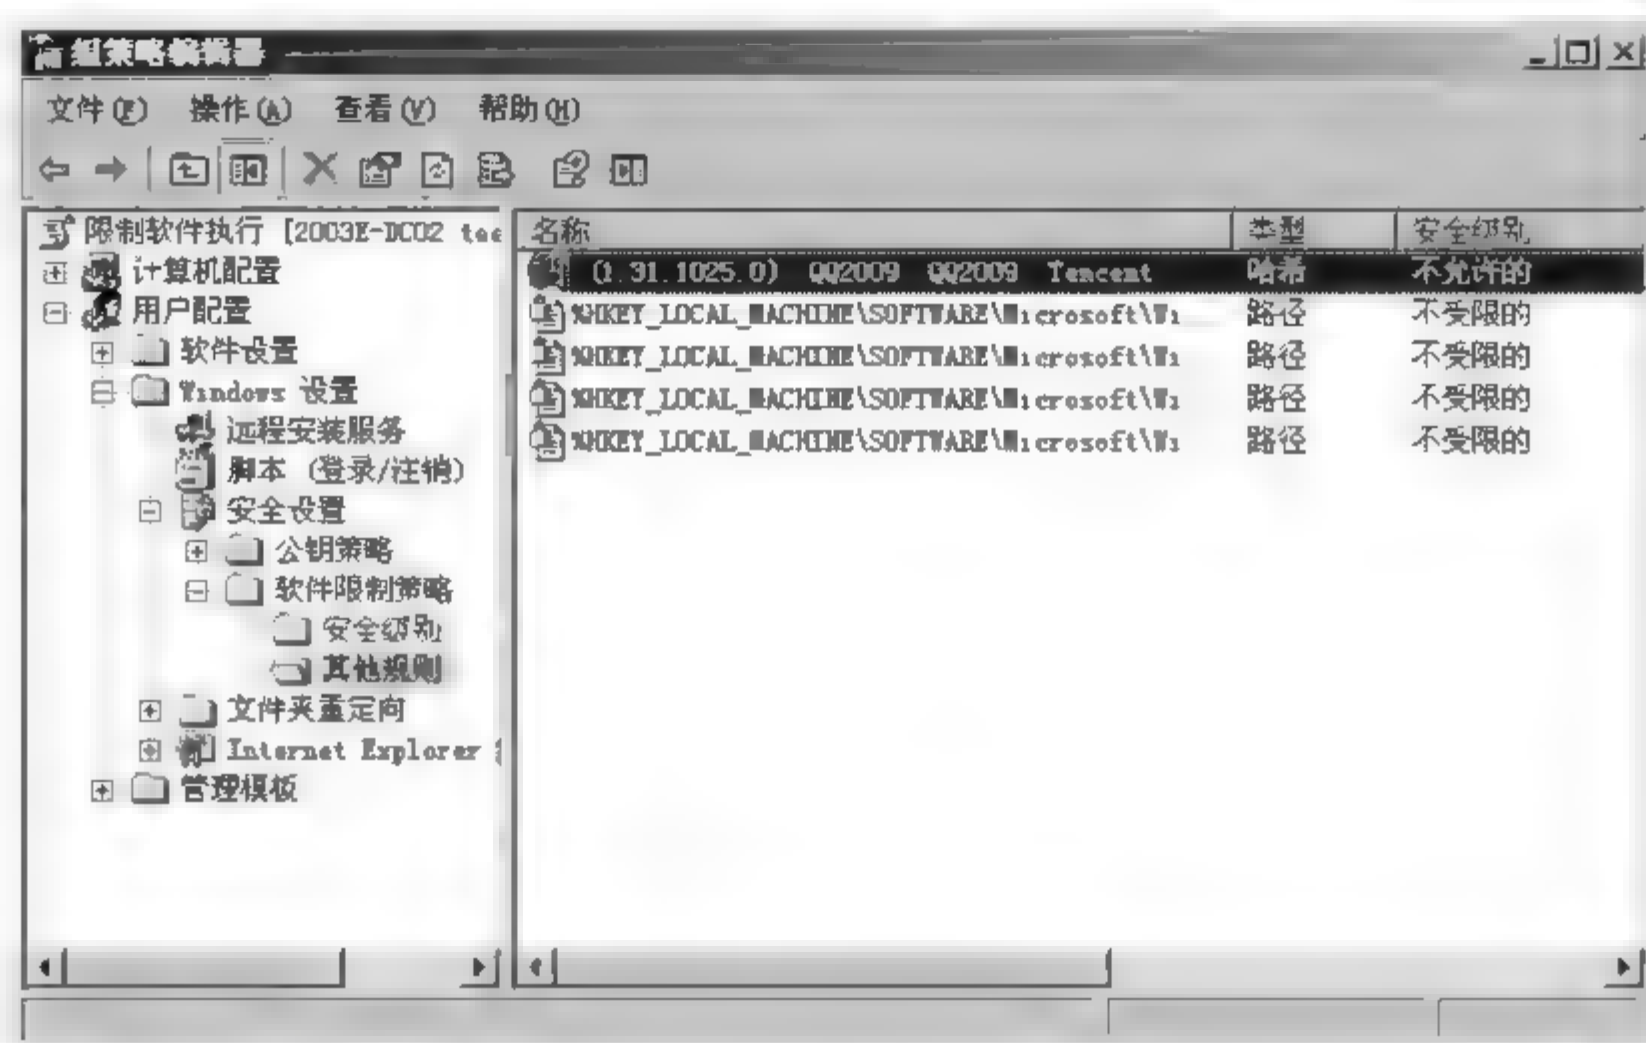 组策略编辑器
文件(F) 操作(A) 查看(V) 帮助(H)
限制软件执行 [2003E-DC02
计算机配置
用户配置
软件设置
Windows 设置
远程安装服务
脚本 (登录/注销)
安全设置
公钥策略
软件限制策略
安全级别
其他规则
文件夹重定向
Internet Explorer
管理模板
名称 类型 安全级别
(1.31.1025.0) QQ2009 QQ2009 Tencent 哈希 不允许的
%HKEY_LOCAL_MACHINE\SOFTWARE\Microsoft\Wi 路径 不受限的
%HKEY_LOCAL_MACHINE\SOFTWARE\Microsoft\Wi 路径 不受限的
%HKEY_LOCAL_MACHINE\SOFTWARE\Microsoft\Wi 路径 不受限的
%HKEY_LOCAL_MACHINE\SOFTWARE\Microsoft\Wi 路径 不受限的